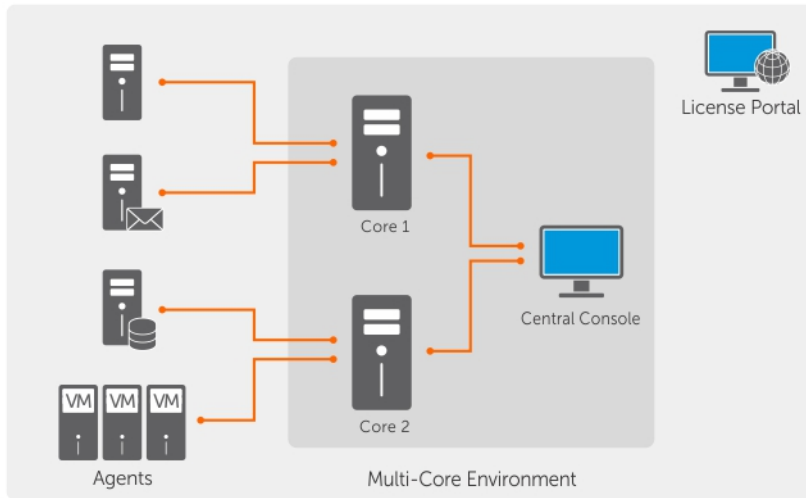 License Portal
Core 1
Central Console
VM VM VM
Core 2
Agents
Multi-Core Environment